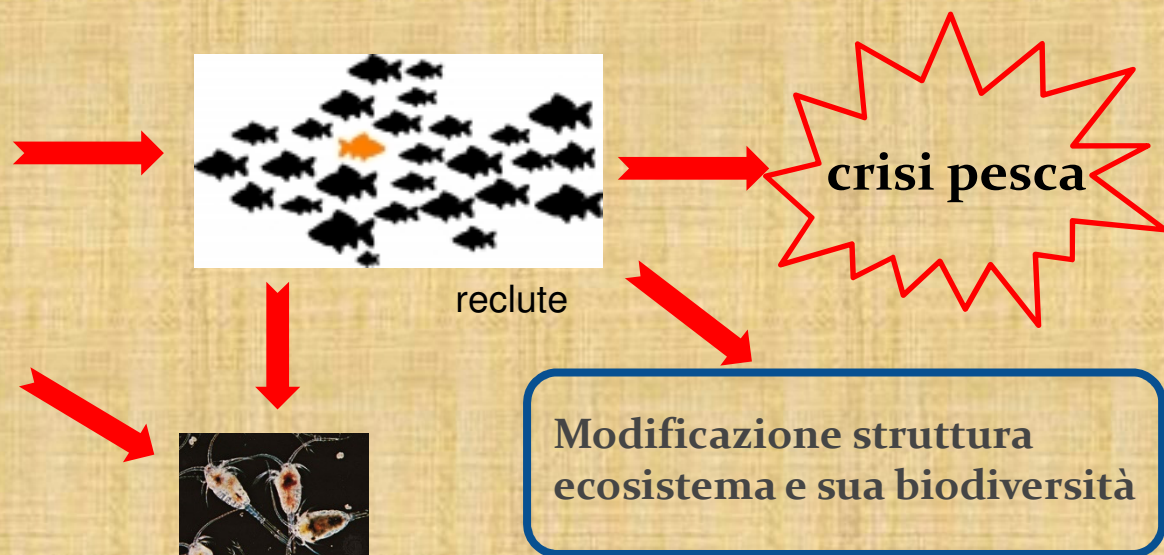 crisi pesca
reclute
Modificazione struttura
ecosistema e sua biodiversità